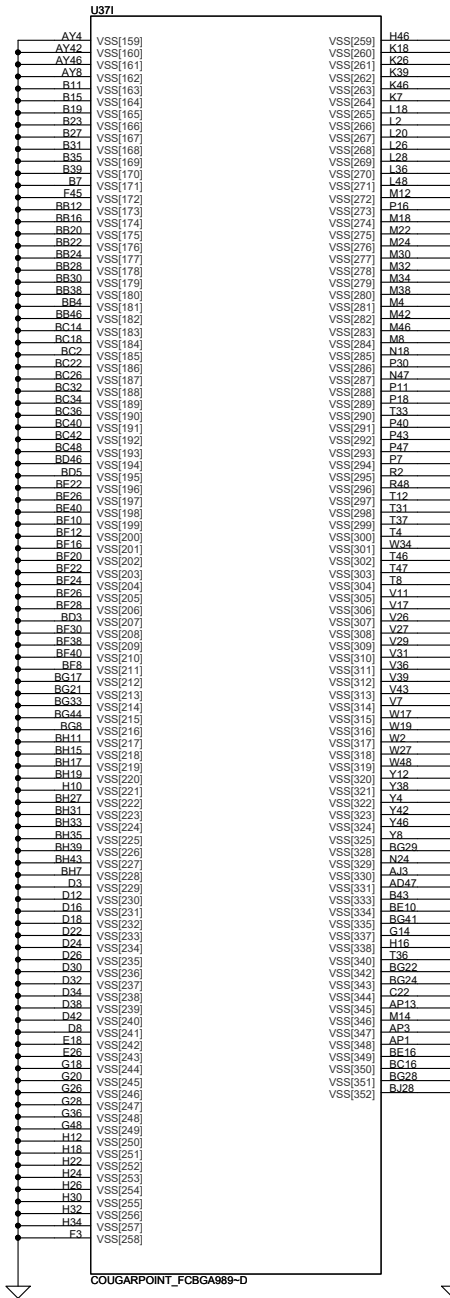 U37I
AY4 VSS[159]
AY42 VSS[160]
AY46 VSS[161]
AY8 VSS[162]
B11 VSS[163]
B15 VSS[164]
B19 VSS[165]
B23 VSS[166]
B27 VSS[167]
B31 VSS[168]
B35 VSS[169]
B39 VSS[170]
B7 VSS[171]
F45 VSS[172]
BB12 VSS[173]
BB16 VSS[174]
BB20 VSS[175]
BB22 VSS[176]
BB24 VSS[177]
BB28 VSS[178]
BB30 VSS[179]
BB38 VSS[180]
BB4 VSS[181]
BB46 VSS[182]
BC14 VSS[183]
BC18 VSS[184]
BC2 VSS[185]
BC22 VSS[186]
BC26 VSS[187]
BC32 VSS[188]
BC34 VSS[189]
BC36 VSS[190]
BC40 VSS[191]
BC42 VSS[192]
BC48 VSS[193]
BD46 VSS[194]
BD5 VSS[195]
BE22 VSS[196]
BE26 VSS[197]
BE40 VSS[198]
BF10 VSS[199]
BF12 VSS[200]
BF16 VSS[201]
BF20 VSS[202]
BF22 VSS[203]
BF24 VSS[204]
BF26 VSS[205]
BF28 VSS[206]
BD3 VSS[207]
BF30 VSS[208]
BF38 VSS[209]
BF40 VSS[210]
BF8 VSS[211]
BG17 VSS[212]
BG21 VSS[213]
BG33 VSS[214]
BG44 VSS[215]
BG8 VSS[216]
BH11 VSS[217]
BH15 VSS[218]
BH17 VSS[219]
BH19 VSS[220]
H10 VSS[221]
BH27 VSS[222]
BH31 VSS[223]
BH33 VSS[224]
BH35 VSS[225]
BH39 VSS[226]
BH43 VSS[227]
BH7 VSS[228]
D3 VSS[229]
D12 VSS[230]
D16 VSS[231]
D18 VSS[232]
D22 VSS[233]
D24 VSS[234]
D26 VSS[235]
D30 VSS[236]
D32 VSS[237]
D34 VSS[238]
D38 VSS[239]
D42 VSS[240]
D8 VSS[241]
E18 VSS[242]
E26 VSS[243]
G18 VSS[244]
G20 VSS[245]
G26 VSS[246]
G28 VSS[247]
G36 VSS[248]
G48 VSS[249]
H12 VSS[250]
H18 VSS[251]
H22 VSS[252]
H24 VSS[253]
H26 VSS[254]
H30 VSS[255]
H32 VSS[256]
H34 VSS[257]
F3 VSS[258]
VSS[259] H46
VSS[260] K18
VSS[261] K26
VSS[262] K39
VSS[263] K46
VSS[264] K7
VSS[265] L18
VSS[266] L2
VSS[267] L20
VSS[268] L26
VSS[269] L28
VSS[270] L36
VSS[271] L48
VSS[272] M12
VSS[273] P16
VSS[274] M18
VSS[275] M22
VSS[276] M24
VSS[277] M30
VSS[278] M32
VSS[279] M34
VSS[280] M38
VSS[281] M4
VSS[282] M42
VSS[283] M46
VSS[284] M8
VSS[285] N18
VSS[286] P30
VSS[287] N47
VSS[288] P11
VSS[289] P18
VSS[290] T33
VSS[291] P40
VSS[292] P43
VSS[293] P47
VSS[294] P7
VSS[295] R2
VSS[296] R48
VSS[297] T12
VSS[298] T31
VSS[299] T37
VSS[300] T4
VSS[301] W34
VSS[302] T46
VSS[303] T47
VSS[304] T8
VSS[305] V11
VSS[306] V17
VSS[307] V26
VSS[308] V27
VSS[309] V29
VSS[310] V31
VSS[311] V36
VSS[312] V39
VSS[313] V43
VSS[314] V7
VSS[315] W17
VSS[316] W19
VSS[317] W2
VSS[318] W27
VSS[319] W48
VSS[320] Y12
VSS[321] Y38
VSS[322] Y4
VSS[323] Y42
VSS[324] Y46
VSS[325] Y8
VSS[328] BG29
VSS[329] N24
VSS[330] AJ3
VSS[331] AD47
VSS[333] B43
VSS[334] BE10
VSS[335] BG41
VSS[337] G14
VSS[338] H16
VSS[340] T36
VSS[342] BG22
VSS[343] BG24
VSS[344] C22
VSS[345] AP13
VSS[346] M14
VSS[347] AP3
VSS[348] AP1
VSS[349] BE16
VSS[350] BC16
VSS[351] BG28
VSS[352] BJ28
COUGARPOINT_FCBGA989~D